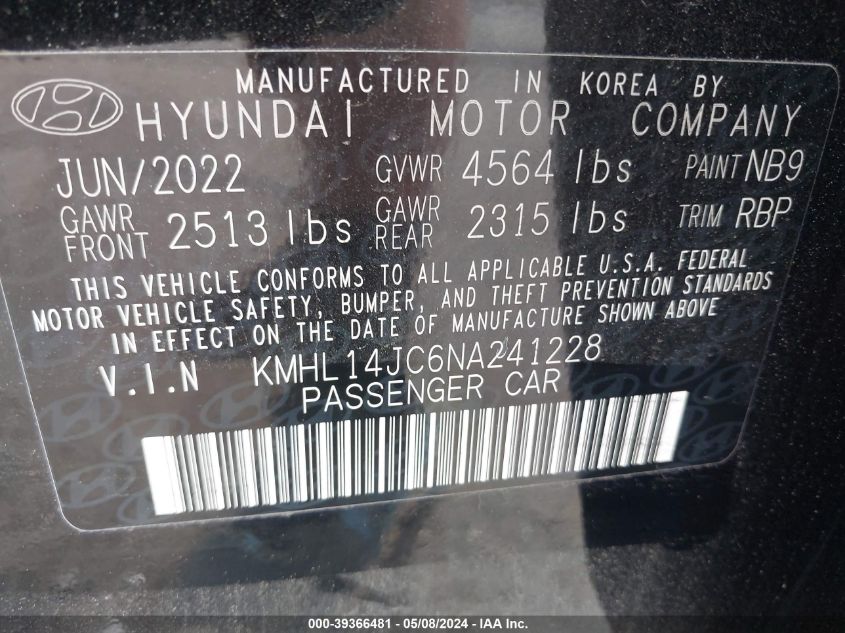 MANUFACTURED IN KOREA BY
HYUNDAI MOTOR COMPANY
JUN/2022 GVWR 4564 lbs PAINT NB9
GAWR FRONT 2513 lbs GAWR REAR 2315 lbs TRIM RBP
THIS VEHICLE CONFORMS TO ALL APPLICABLE U.S.A. FEDERAL
MOTOR VEHICLE SAFETY, BUMPER, AND THEFT PREVENTION STANDARDS
IN EFFECT ON THE DATE OF MANUFACTURE SHOWN ABOVE
V.I.N KMHL14JC6NA241228
PASSENGER CAR
000-39366481 - 05/08/2024 - IAA Inc.